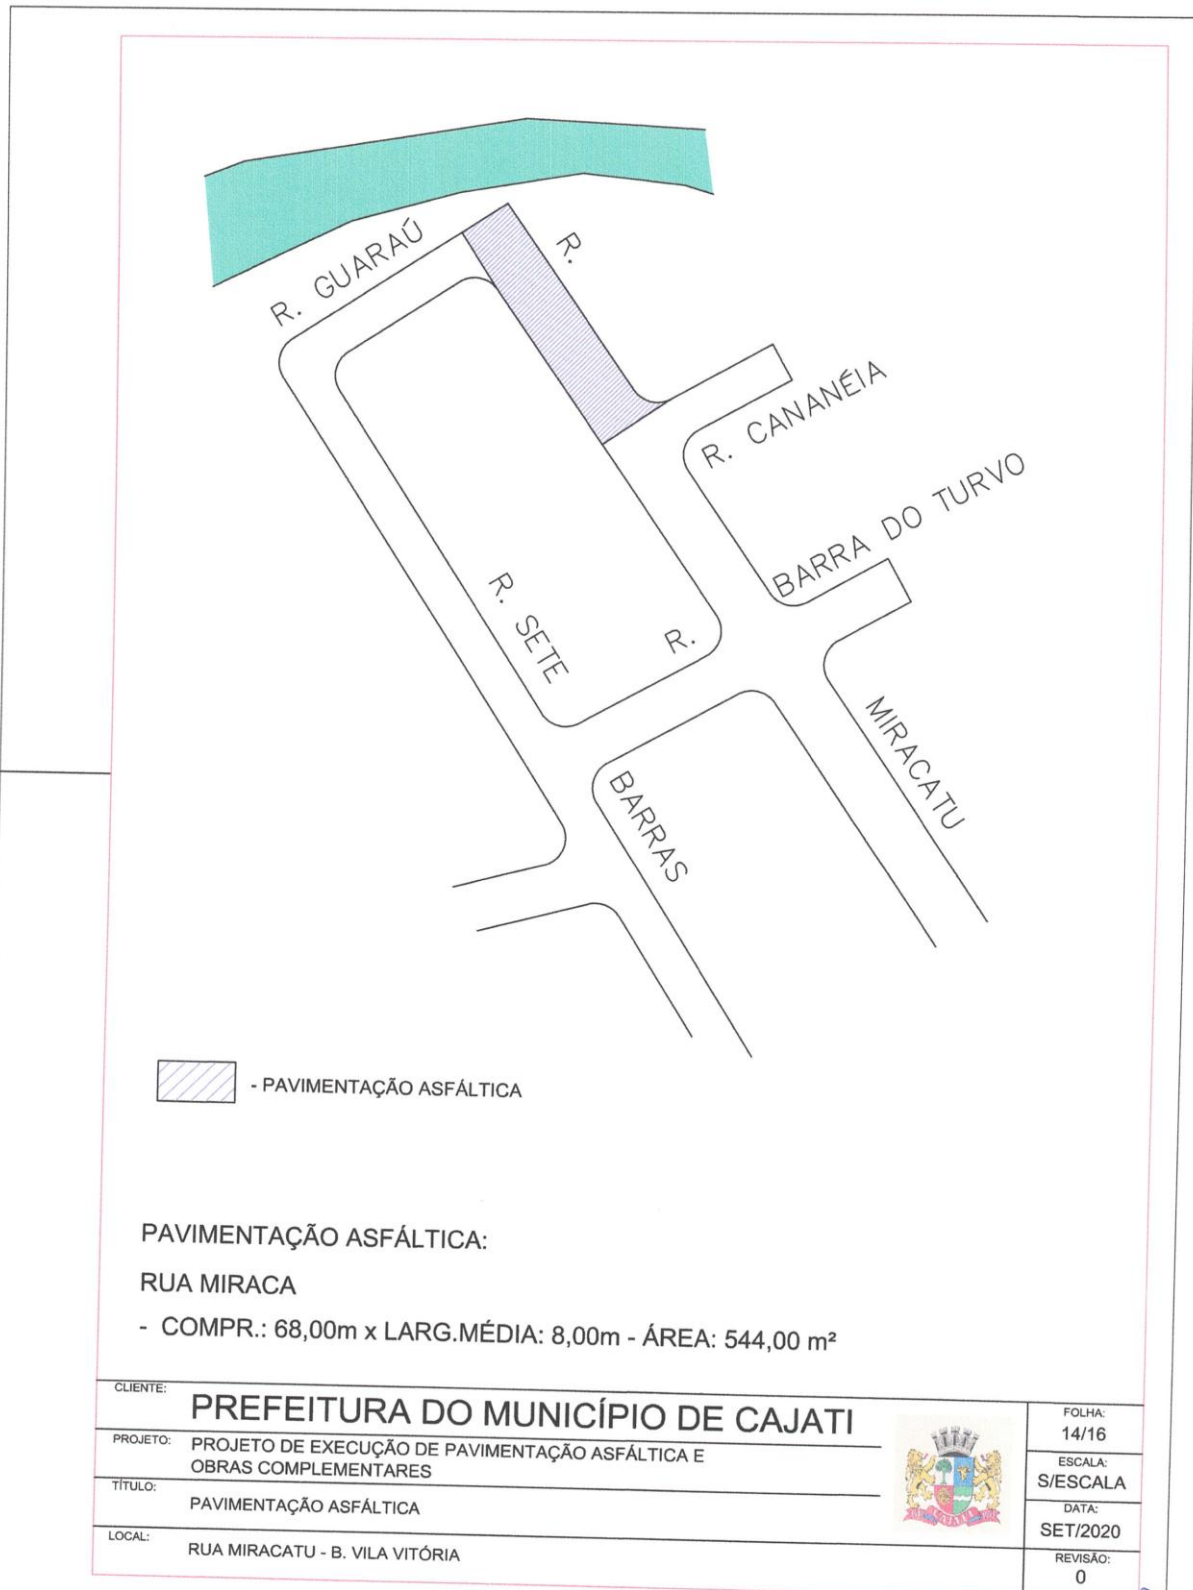 R. GUARAÚ
R.
R. CANANÉIA
BARRA DO TURVO
R. SETE
R.
MIRACATU
BARRAS
- PAVIMENTAÇÃO ASFÁLTICA
PAVIMENTAÇÃO ASFÁLTICA:
RUA MIRACA
- COMPR.: 68,00m x LARG.MÉDIA: 8,00m - ÁREA: 544,00 m²
CLIENTE:
PREFEITURA DO MUNICÍPIO DE CAJATI
PROJETO:
PROJETO DE EXECUÇÃO DE PAVIMENTAÇÃO ASFÁLTICA E
OBRAS COMPLEMENTARES
TÍTULO:
PAVIMENTAÇÃO ASFÁLTICA
LOCAL:
RUA MIRACATU - B. VILA VITÓRIA
CAJATI
FOLHA:
14/16
ESCALA:
S/ESCALA
DATA:
SET/2020
REVISÃO:
0